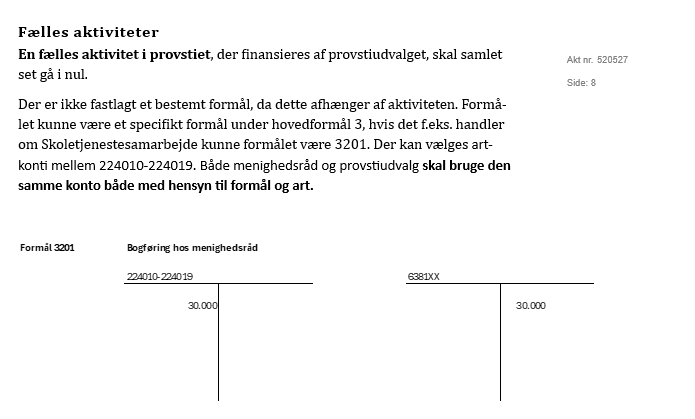 Fælles aktiviteter
En fælles aktivitet i provstiet, der finansieres af provstiudvalget, skal samlet
set gå i nul.
Akt nr. 520527
Side: 8
Der er ikke fastlagt et bestemt formål, da dette afhænger af aktiviteten. Formå-
let kunne være et specifikt formål under hovedformål 3, hvis det f.eks. handler
om Skoletjenestesamarbejde kunne formålet være 3201. Der kan vælges art-
konti mellem 224010-224019. Både menighedsråd og provstiudvalg skal bruge den
samme konto både med hensyn til formål og art.
Formål 3201 Bogføring hos menighedsråd
224010-224019 6381XX
30.000 30.000